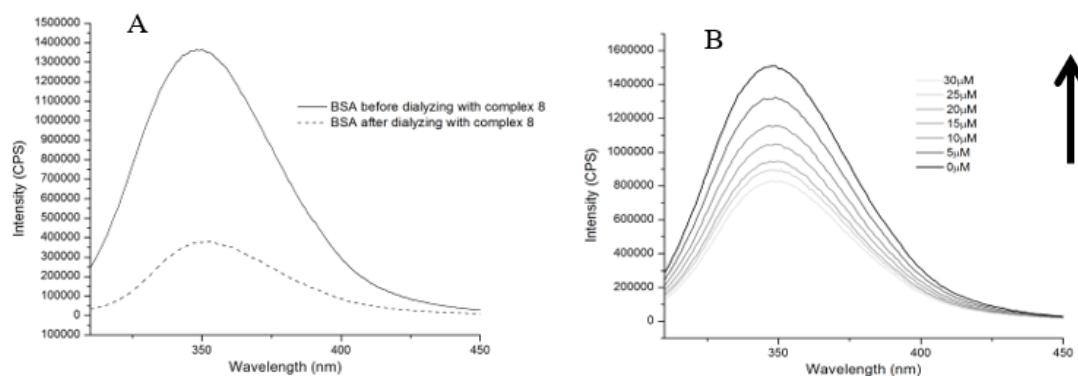 A
1500000
1400000
1300000
1200000
1100000
1000000
900000
800000
700000
600000
500000
400000
300000
200000
100000
0
100000
Intensity (CPS)
BSA before dialyzing with complex 8
BSA after dialyzing with complex 8
350
400
450
Wavelength (nm)
B
1600000
1400000
1200000
1000000
800000
600000
400000
200000
0
Intensity (CPS)
30μM
25μM
20μM
15μM
10μM
5μM
0μM
350
400
450
Wavelength (nm)